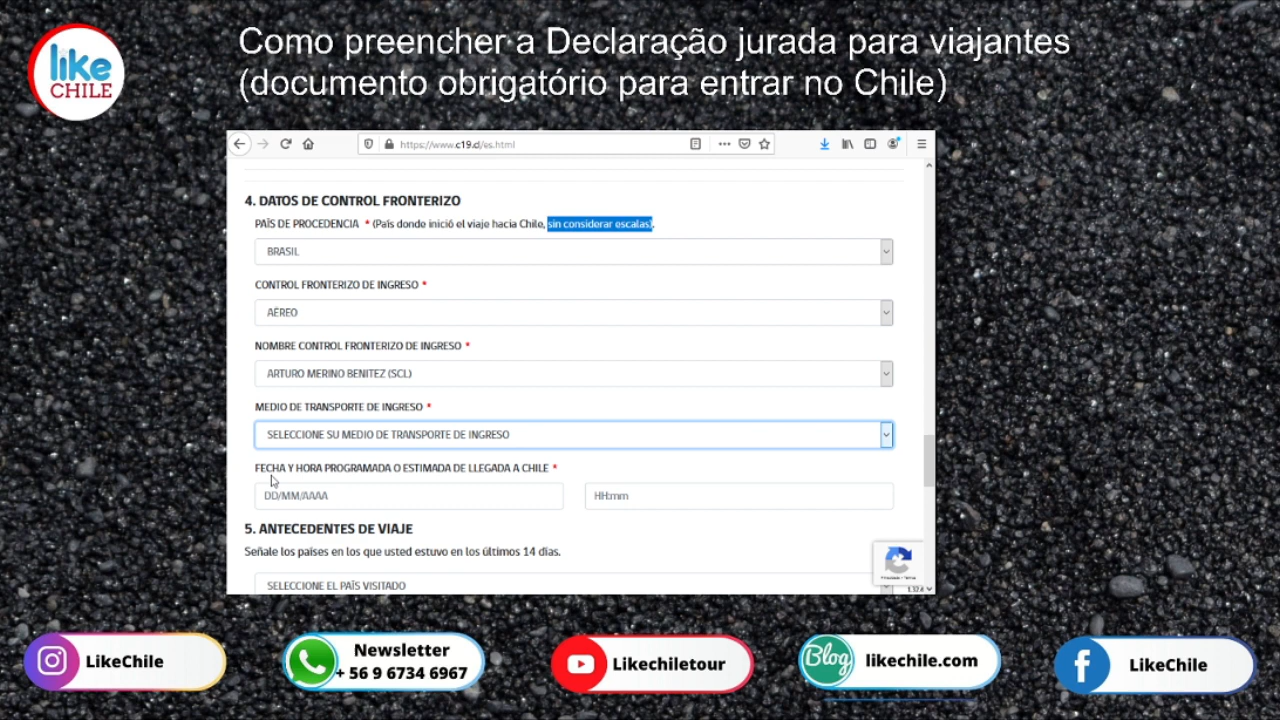 like
CHILE
Como preencher a Declaração jurada para viajantes
(documento obrigatório para entrar no Chile)
https://www.c19.cl/es.html
4. DATOS DE CONTROL FRONTERIZO
PAÍS DE PROCEDENCIA * (País donde inició el viaje hacia Chile, sin considerar escalas).
BRASIL
CONTROL FRONTERIZO DE INGRESO *
AÉREO
NOMBRE CONTROL FRONTERIZO DE INGRESO *
ARTURO MERINO BENITEZ (SCL)
MEDIO DE TRANSPORTE DE INGRESO *
SELECCIONE SU MEDIO DE TRANSPORTE DE INGRESO
FECHA Y HORA PROGRAMADA O ESTIMADA DE LLEGADA A CHILE *
DD/MM/AAAA HH:mm
5. ANTECEDENTES DE VIAJE
Señale los países en los que usted estuvo en los últimos 14 días.
SELECCIONE EL PAÍS VISITADO
LikeChile
Newsletter
+ 56 9 6734 6967
Likechiletour
Blog
likechile.com
LikeChile